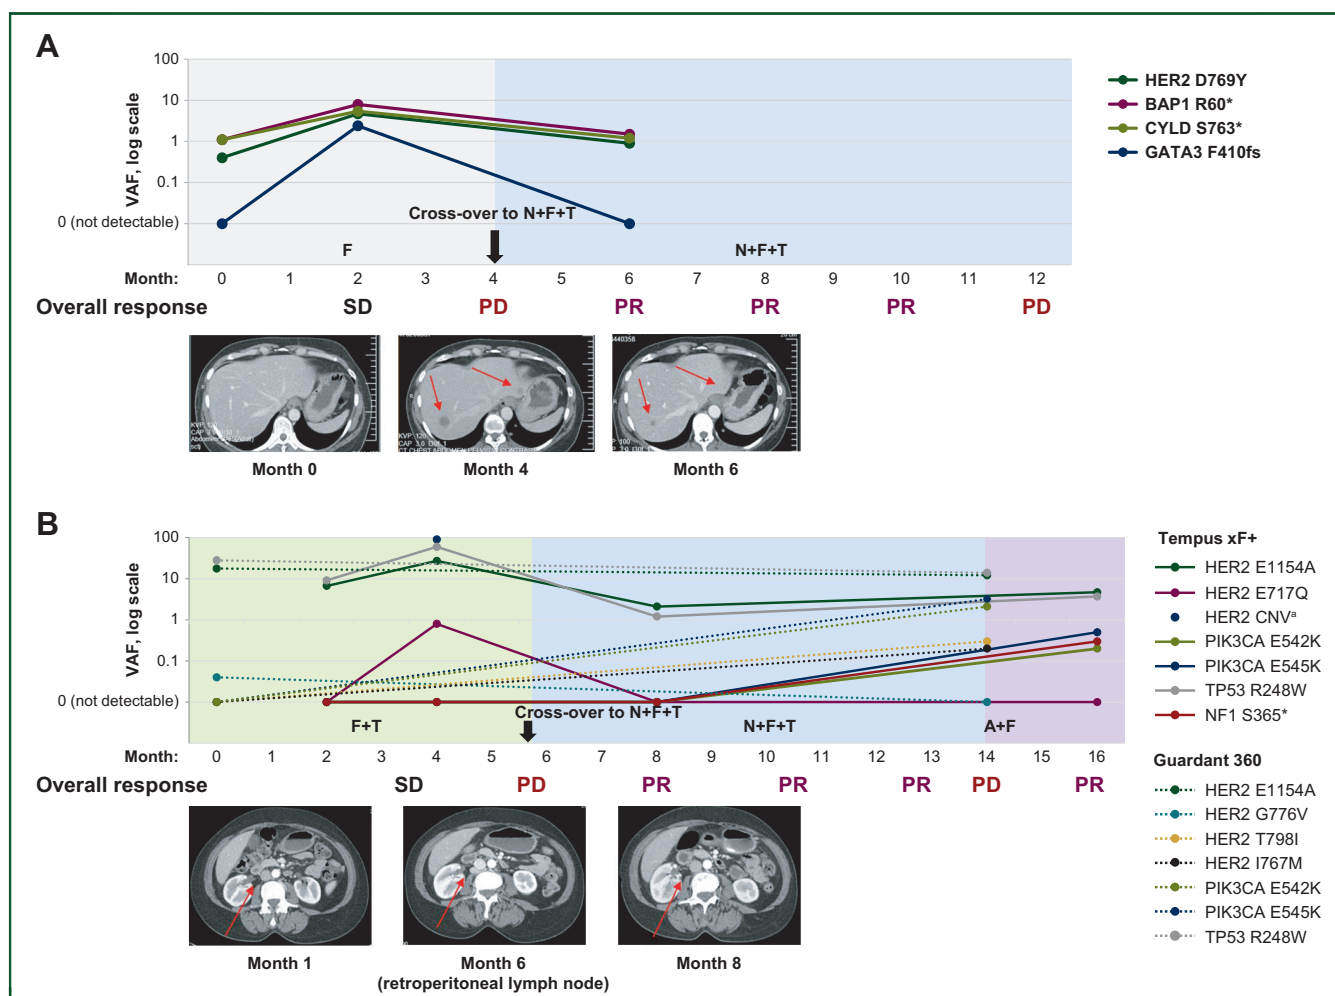 A
VAF, log scale
100
10
1
0.1
0 (not detectable)
Cross-over to N+F+T
F
N+F+T
Month: 0 1 2 3 4 5 6 7 8 9 10 11 12
Overall response SD PD PR PR PR PD
HER2 D769Y
BAP1 R60*
CYLD S763*
GATA3 F410fs
R
KVP:
R
KVP: 120
CAP
R
100
Month 0
Month 4
Month 6
B
VAF, log scale
100
10
1
0.1
0 (not detectable)
Cross-over to N+F+T
F+T
N+F+T
A+F
Month: 0 1 2 3 4 5 6 7 8 9 10 11 12 13 14 15 16
Overall response SD PD PR PR PR PD PR
Tempus xF+
HER2 E1154A
HER2 E717Q
HER2 CNVᵃ
PIK3CA E542K
PIK3CA E545K
TP53 R248W
NF1 S365*
Guardant 360
HER2 E1154A
HER2 G776V
HER2 T798I
HER2 I767M
PIK3CA E542K
PIK3CA E545K
TP53 R248W
Month 1
Month 6
(retroperitoneal lymph node)
Month 8